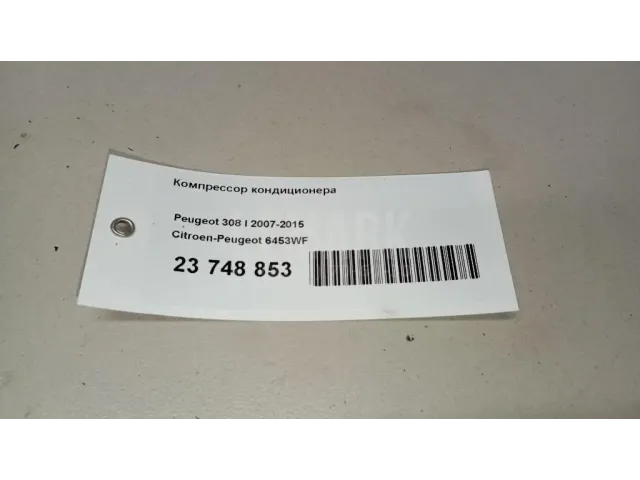 Компрессор кондиционера
Peugeot 308 I 2007-2015
Citroen-Peugeot 6453WF
23 748 853